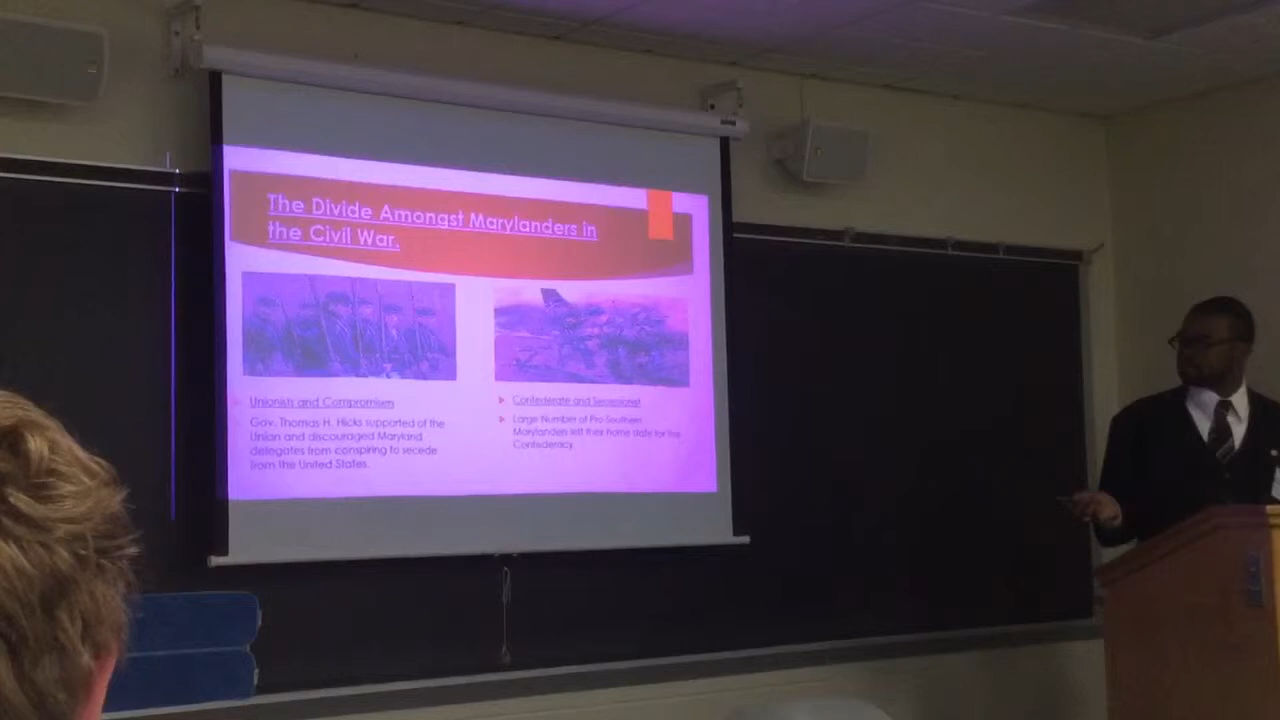 The Divide Amongst Marylanders in
the Civil War.
Unionish and Compromism
Gov. Thomas H. Hicks supported of the
Union and discouraged Maryland
delegates from conspiring to secede
from the United States.
Confederate and Secessionist
Large Number of Pro Southern
Marylanders left their home state for the
Confederacy